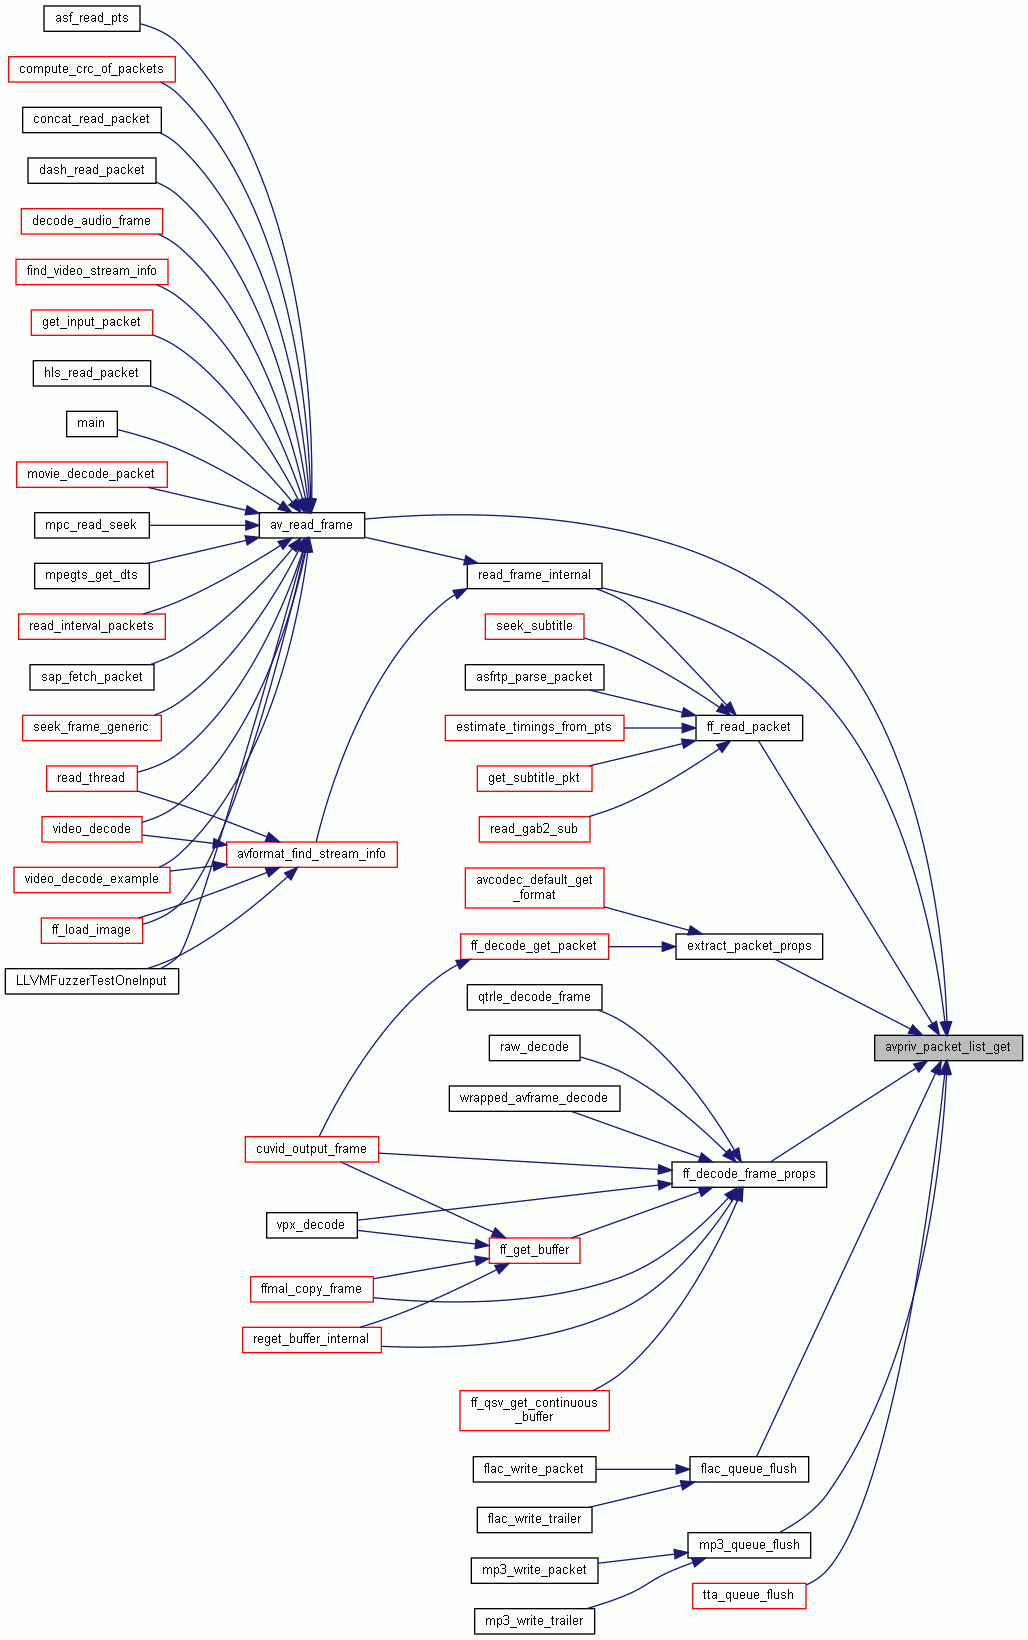 asf_read_pts
compute_crc_of_packets
concat_read_packet
dash_read_packet
decode_audio_frame
find_video_stream_info
get_input_packet
hls_read_packet
main
movie_decode_packet
mpc_read_seek
mpegts_get_dts
read_interval_packets
sap_fetch_packet
seek_frame_generic
read_thread
video_decode
video_decode_example
ff_load_image
LLVMFuzzerTestOneInput
av_read_frame
avformat_find_stream_info
read_frame_internal
seek_subtitle
asfrtp_parse_packet
estimate_timings_from_pts
get_subtitle_pkt
read_gab2_sub
ff_read_packet
avcodec_default_get
_format
ff_decode_get_packet
extract_packet_props
qtrle_decode_frame
raw_decode
wrapped_avframe_decode
avpriv_packet_list_get
cuvid_output_frame
ff_decode_frame_props
vpx_decode
ff_get_buffer
ffmal_copy_frame
reget_buffer_internal
ff_qsv_get_continuous
_buffer
flac_write_packet
flac_queue_flush
flac_write_trailer
mp3_queue_flush
mp3_write_packet
tta_queue_flush
mp3_write_trailer